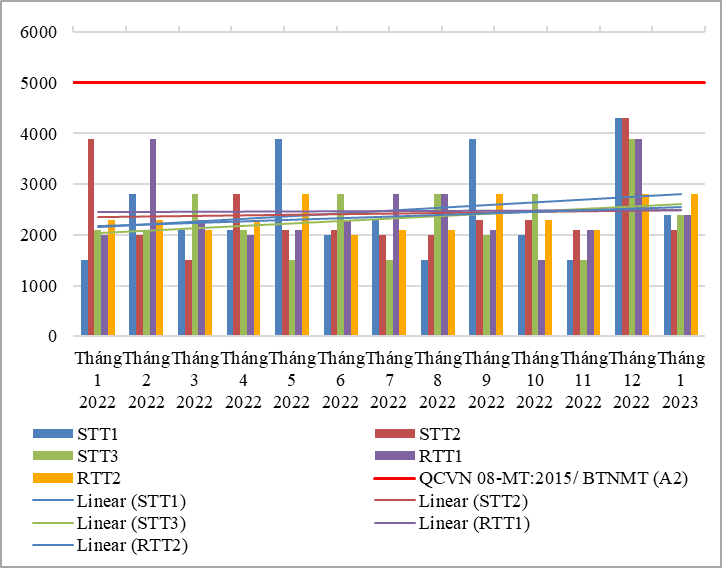 6000
5000
4000
3000
2000
1000
0
Tháng Tháng Tháng Tháng Tháng Tháng Tháng Tháng Tháng Tháng Tháng Tháng Tháng
1 2 3 4 5 6 7 8 9 10 11 12 1
2022 2022 2022 2022 2022 2022 2022 2022 2022 2022 2022 2022 2023
STT1 STT2
STT3 RTT1
RTT2 QCVN 08-MT:2015/ BTNMT (A2)
Linear (STT1) Linear (STT2)
Linear (STT3) Linear (RTT1)
Linear (RTT2)